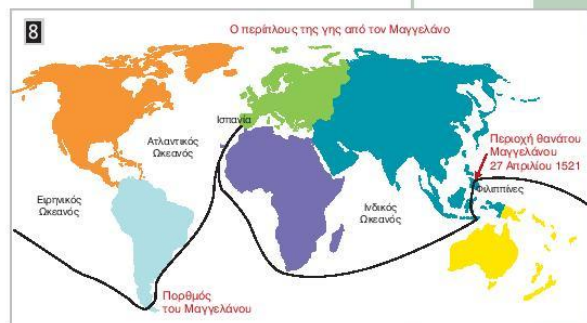 8
Ο περίπλους της γης από τον Μαγγελάνο
Ισπανία
Ατλαντικός
Ωκεανός
Περιοχή θανάτου
Μαγγελάνου
27 Απριλίου 1521
Φιλιππίνες
Ειρηνικός
Ωκεανός
Ινδικός
Ωκεανός
Πορθμός
του Μαγγελάνου